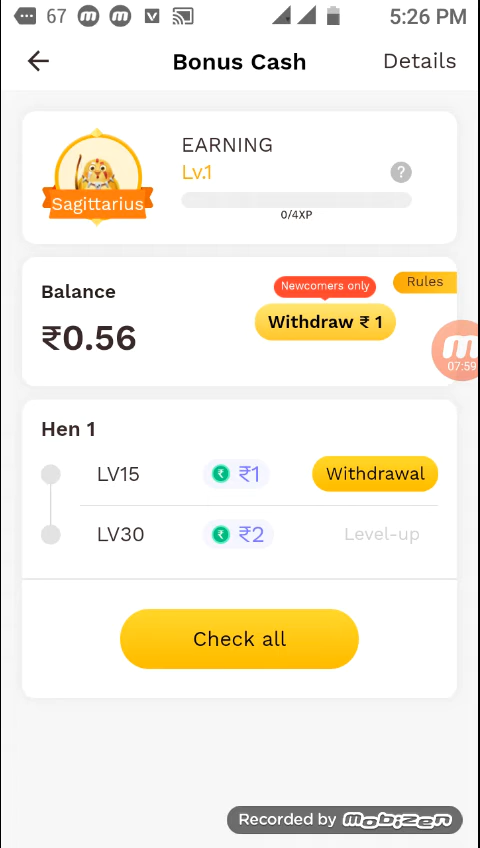 67 5:26 PM
Bonus Cash Details
EARNING
Lv.1 ?
Sagittarius
0/4XP
Balance Newcomers only Rules
₹0.56 Withdraw ₹ 1
07:59
Hen 1
LV15 ₹1 Withdrawal
LV30 ₹2 Level-up
Check all
Recorded by mobizen